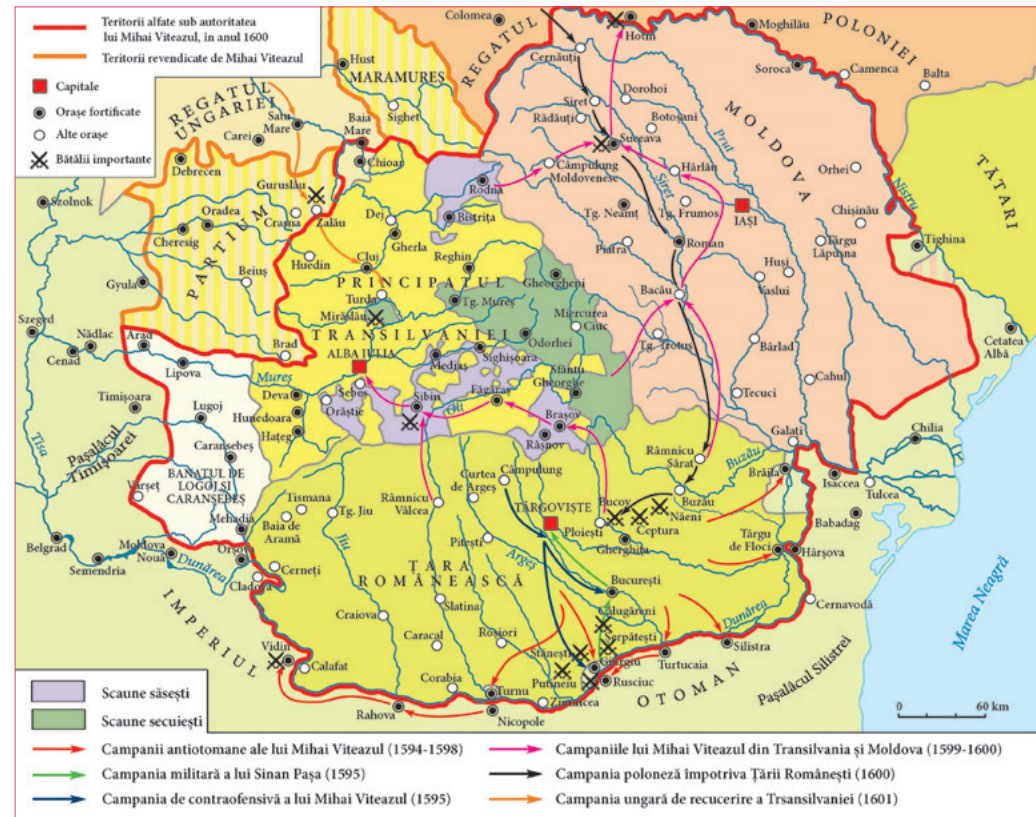 Teritorii alfate sub autoritatea
lui Mihai Viteazul, în anul 1600
Teritorii revendicate de Mihai Viteazul
Capitale
Orașe fortificate
Alte orașe
Bătălii importante
REGATUL
POLONIEI
Colomea
Hotin
Moghilău
Soroca
Camenca
Balta
Cernăuți
Hust
MARAMUREȘ
Sighet
REGATUL
UNGARIEI
Satu
Mare
Baia
Mare
Carei
Chioap
Debrecen
Siret
Dorohoi
Rădăuți
Botoșani
Suceava
MOLDOVA
Prut
Hârlân
Orhei
TĂTARI
Câmpulung
Moldovenesc
Siret
Guruslău
Rodna
Szolnok
Oradea
Crașna
Zalău
Dej
Bistrița
Tg. Neamț
Tg. Frumos
IAȘI
Chișinău
Nistru
Cheresig
Gherla
PARTIUM
Huedin
Cluj
Reghin
Piatra
Roman
Târgu
Lăpușna
Tighina
Gyula
Beiuș
PRINCIPATUL
Gheorgheni
Huși
Vaslui
Turda
Tg. Mureș
Bacău
Szeged
Nădlac
Mirăslău
Miercurea
Ciuc
TRANSILVANIEI
Cenad
Arad
Brad
ALBA IULIA
Odorhei
Tg. Trotuș
Bârlad
Cetatea
Albă
Lipova
Mediaș
Sighișoara
Mureș
Sebeș
Sfântu
Gheorghe
Cahul
Timișoara
Deva
Sibiu
Făgăraș
Olt
Tecuci
Lugoj
Orăștie
Hunedoara
Brașov
Tisa
Pașalâcul
Timișoarei
Hațeg
Râșnov
Galați
Chilia
Caransebeș
Râmnicu
Sărat
Buzău
BANATUL DE
LOGOJ ȘI
CARANSEBEȘ
Curtea
de Argeș
Câmpulung
Brăila
Isaccea
Vârșeț
Tismana
Râmnicu
Vâlcea
TÂRGOVIȘTE
Bucov
Buzău
Tulcea
Năeni
Mehadia
Baia de
Aramă
Tg. Jiu
Ploiești
Ceptura
Babadag
Belgrad
Moldova
Nouă
Orșova
Pitești
Gherghița
Târgu
de Floci
Hârșova
Jiu
Argeș
Semendria
Dunărea
Cerneți
ȚARA
ROMÂNEASCĂ
București
Cladova
Cernavodă
Slatina
Călugăreni
Dunărea
Marea Neagră
IMPERIUL
Craiova
Roșiori
Șerpătești
Vidin
Caracal
Stănești
Silistra
Giurgiu
Turtucaia
Calafat
Putineiu
Rusciuc
Pașalâcul Silistrei
Corabia
Turnu
Zimnicea
OTOMAN
Rahova
Nicopole
0 60 km
Scaune săsești
Scaune secuiești
Campanii antiotomane ale lui Mihai Viteazul (1594-1598)
Campania militară a lui Sinan Pașa (1595)
Campania de contraofensivă a lui Mihai Viteazul (1595)
Campaniile lui Mihai Viteazul din Transilvania și Moldova (1599-1600)
Campania poloneză împotriva Țării Românești (1600)
Campania ungară de recucerire a Trsansilvaniei (1601)